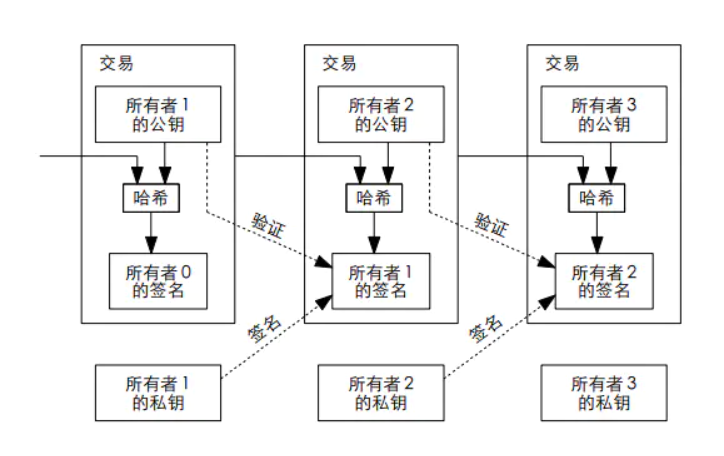 交易
交易
交易
所有者1
的公钥
所有者2
的公钥
所有者3
的公钥
哈希
哈希
哈希
验证
验证
所有者0
的签名
所有者1
的签名
所有者2
的签名
签名
签名
所有者1
的私钥
所有者2
的私钥
所有者3
的私钥